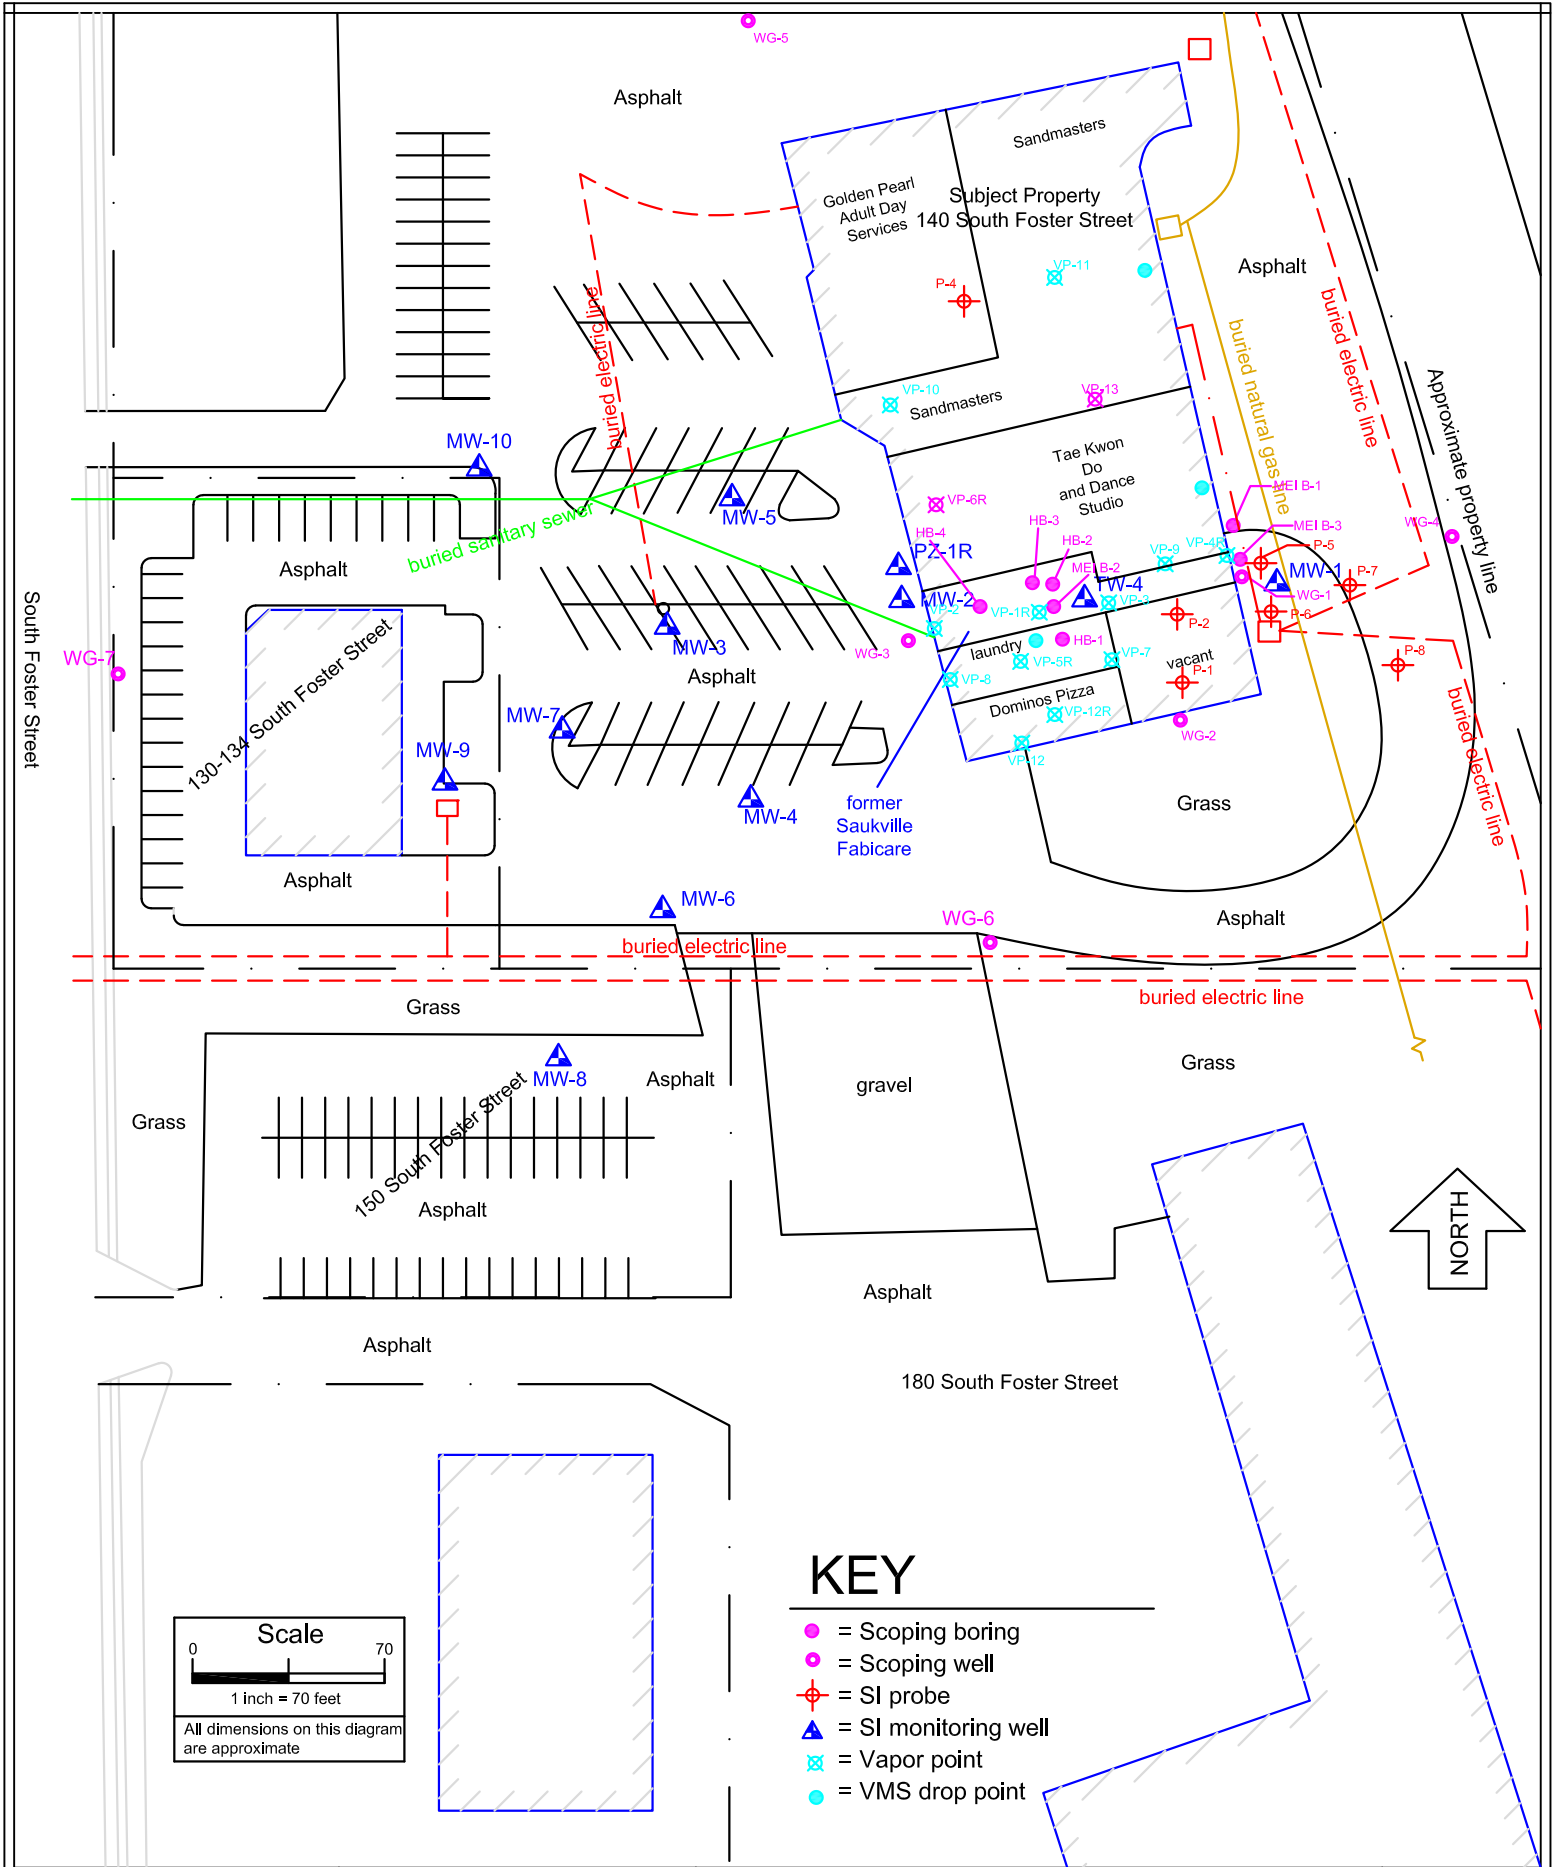 WG-5
Asphalt
Sandmasters
Golden Pearl
Adult Day
Services
Subject Property
140 South Foster Street
VP-11
Asphalt
P-4
buried electric line
buried electric line
buried natural gas line
Approximate property line
VP-10
Sandmasters
VP-13
MW-10
Tae Kwon
Do
and Dance
Studio
MEI B-1
MW-5
VP-6R
HB-3
HB-4
HB-2
MEI B-3
WG-4
buried sanitary sewer
PZ-1R
VP-9
VP-4R
P-5
Asphalt
MEI B-2
MW-1
P-7
MW-2
TW-4
WG-1
VP-2
VP-1R
VP-3
P-2
P-6
South Foster Street
130-134 South Foster Street
MW-3
WG-3
laundry
HB-1
WG-7
Asphalt
VP-5R
VP-7
vacant
P-8
VP-8
P-1
Dominos Pizza
VP-12R
MW-7
WG-2
buried electric line
MW-9
VP-12
former
Saukville
Fabicare
Grass
MW-4
Asphalt
MW-6
WG-6
Asphalt
buried electric line
buried electric line
Grass
Grass
MW-8
Asphalt
gravel
Grass
150 South Foster Street
Asphalt
NORTH
Asphalt
Asphalt
180 South Foster Street
KEY
= Scoping boring
= Scoping well
= SI probe
= SI monitoring well
= Vapor point
= VMS drop point
Scale
0 70
1 inch = 70 feet
All dimensions on this diagram
are approximate